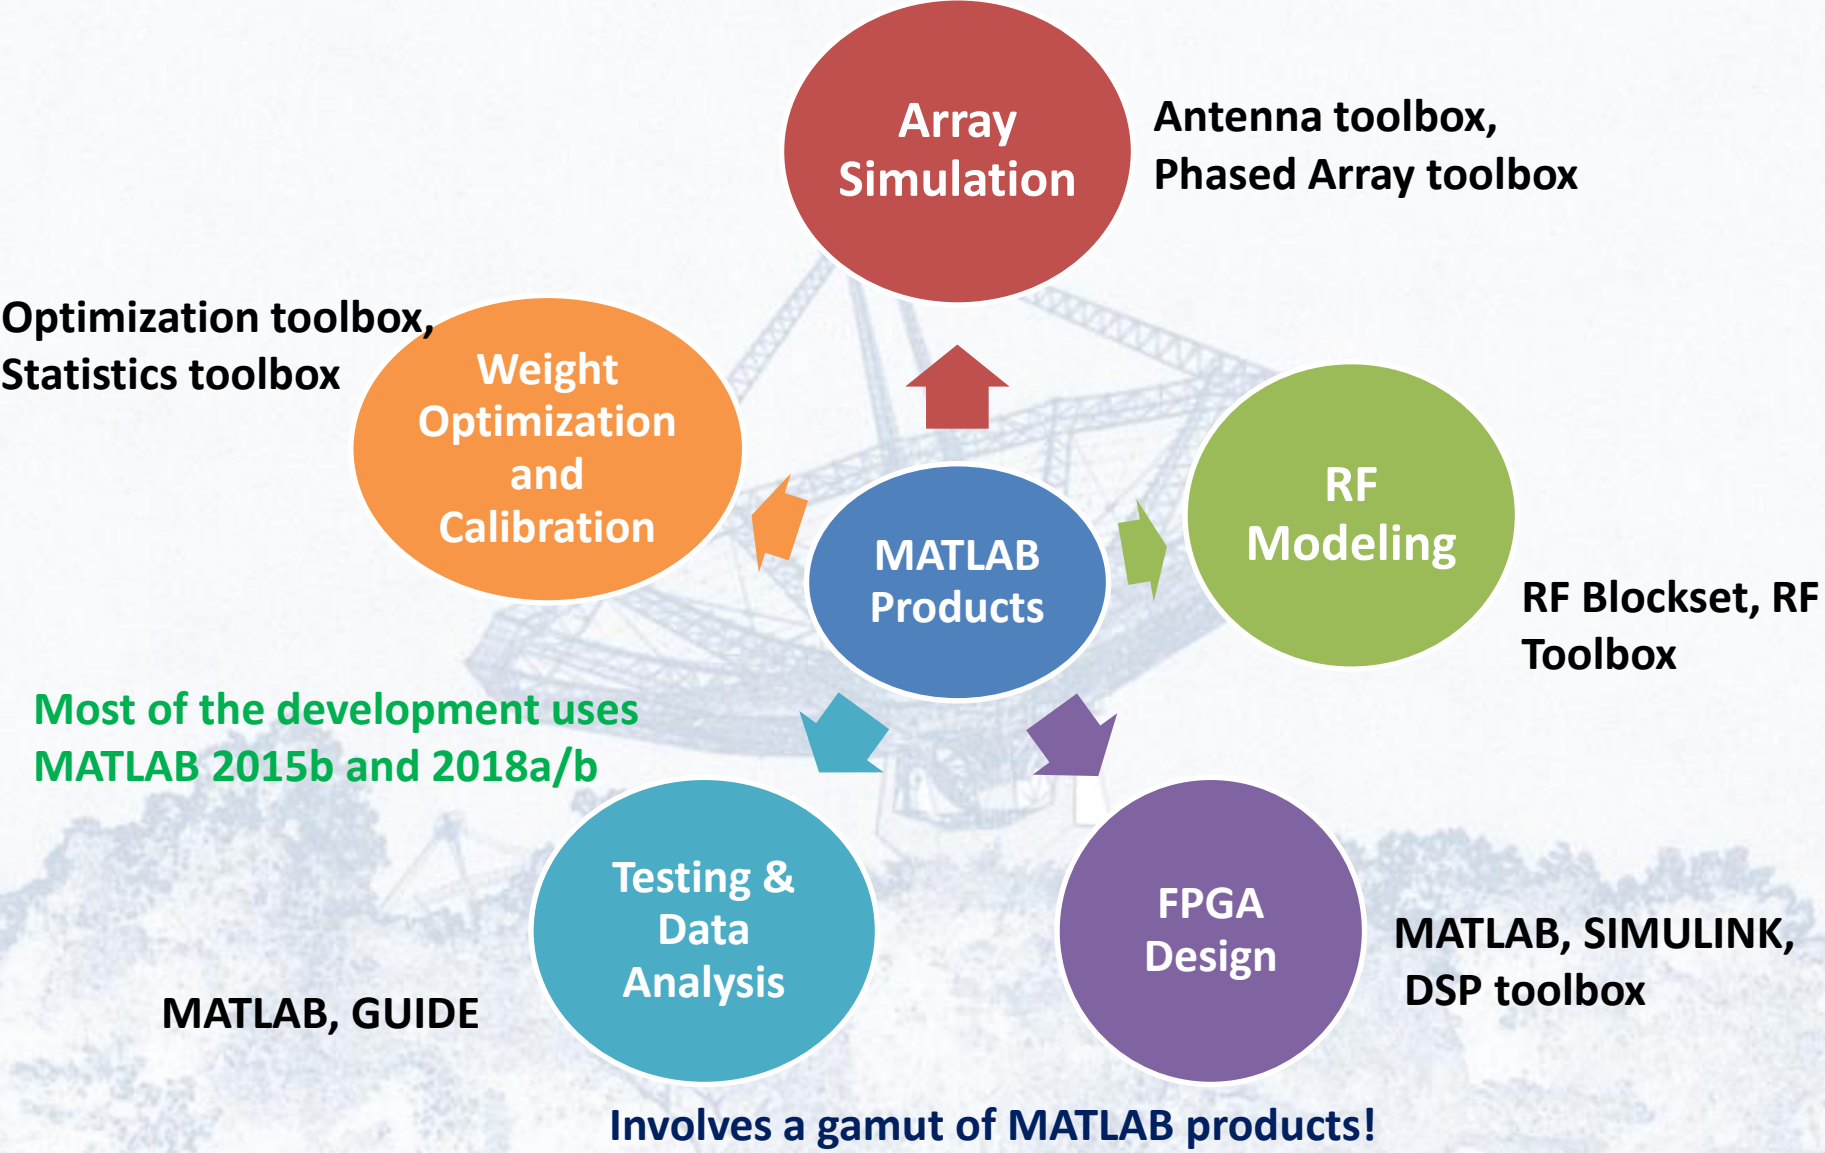 Array
Simulation
Antenna toolbox,
Phased Array toolbox
Optimization toolbox,
Statistics toolbox
Weight
Optimization
and
Calibration
RF
Modeling
RF Blockset, RF
Toolbox
MATLAB
Products
Most of the development uses
MATLAB 2015b and 2018a/b
Testing &
Data
Analysis
MATLAB, GUIDE
FPGA
Design
MATLAB, SIMULINK,
DSP toolbox
Involves a gamut of MATLAB products!